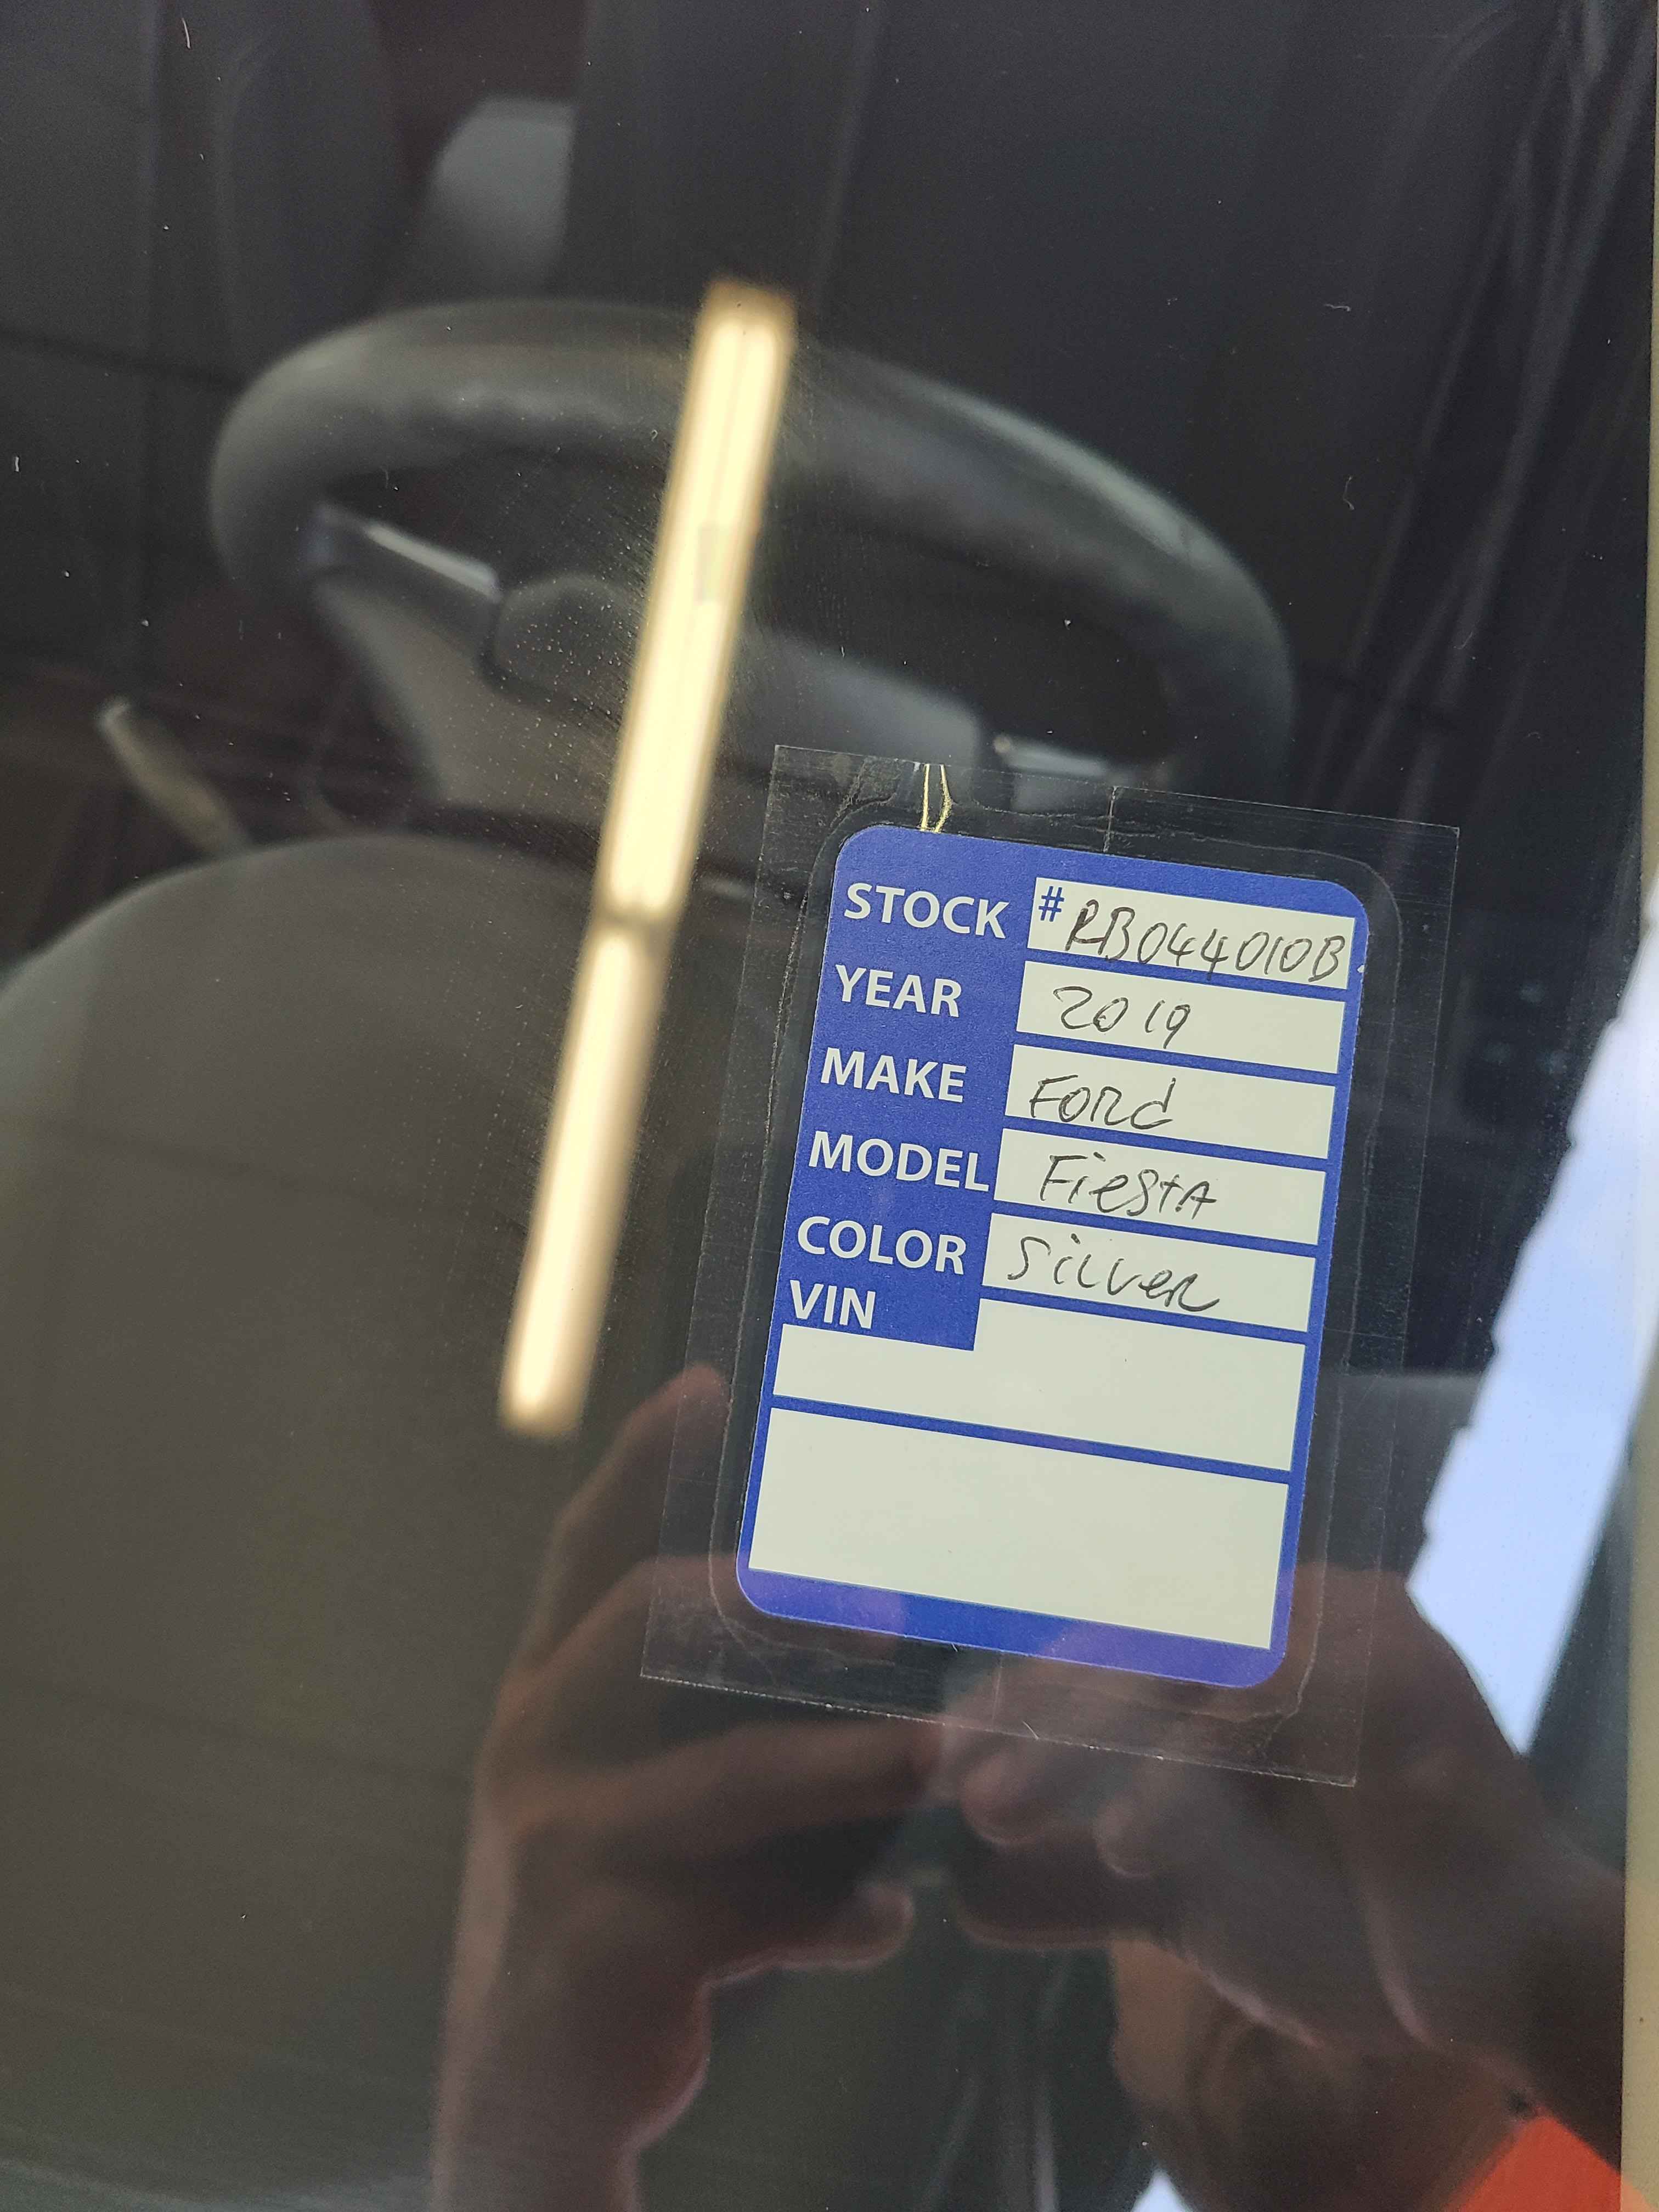 STOCK #RB044010B
YEAR 2019
MAKE Ford
MODEL FieStA
COLOR Silver
VIN